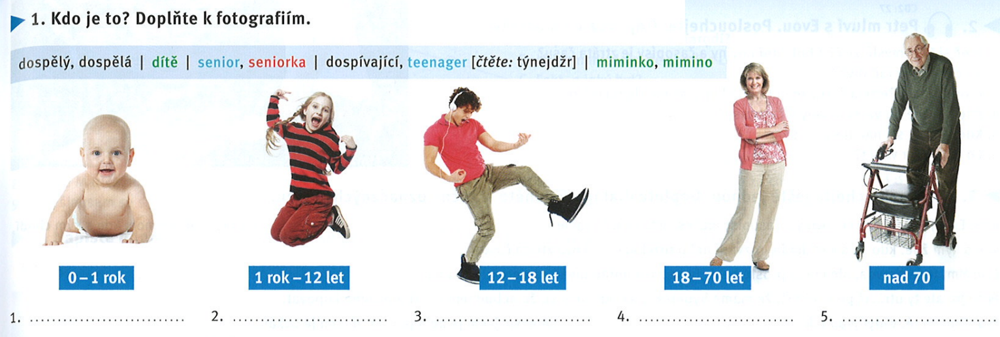 1. Kdo je to? Doplňte k fotografiím.
dospělý, dospělá | dítě | senior, seniorka | dospívající, teenager [čtěte: týnejdžr] | miminko, mimino
0 – 1 rok
1 rok – 12 let
12 – 18 let
18 – 70 let
nad 70
1. ..............................
2. ..............................
3. ..............................
4. ..............................
5. ..............................